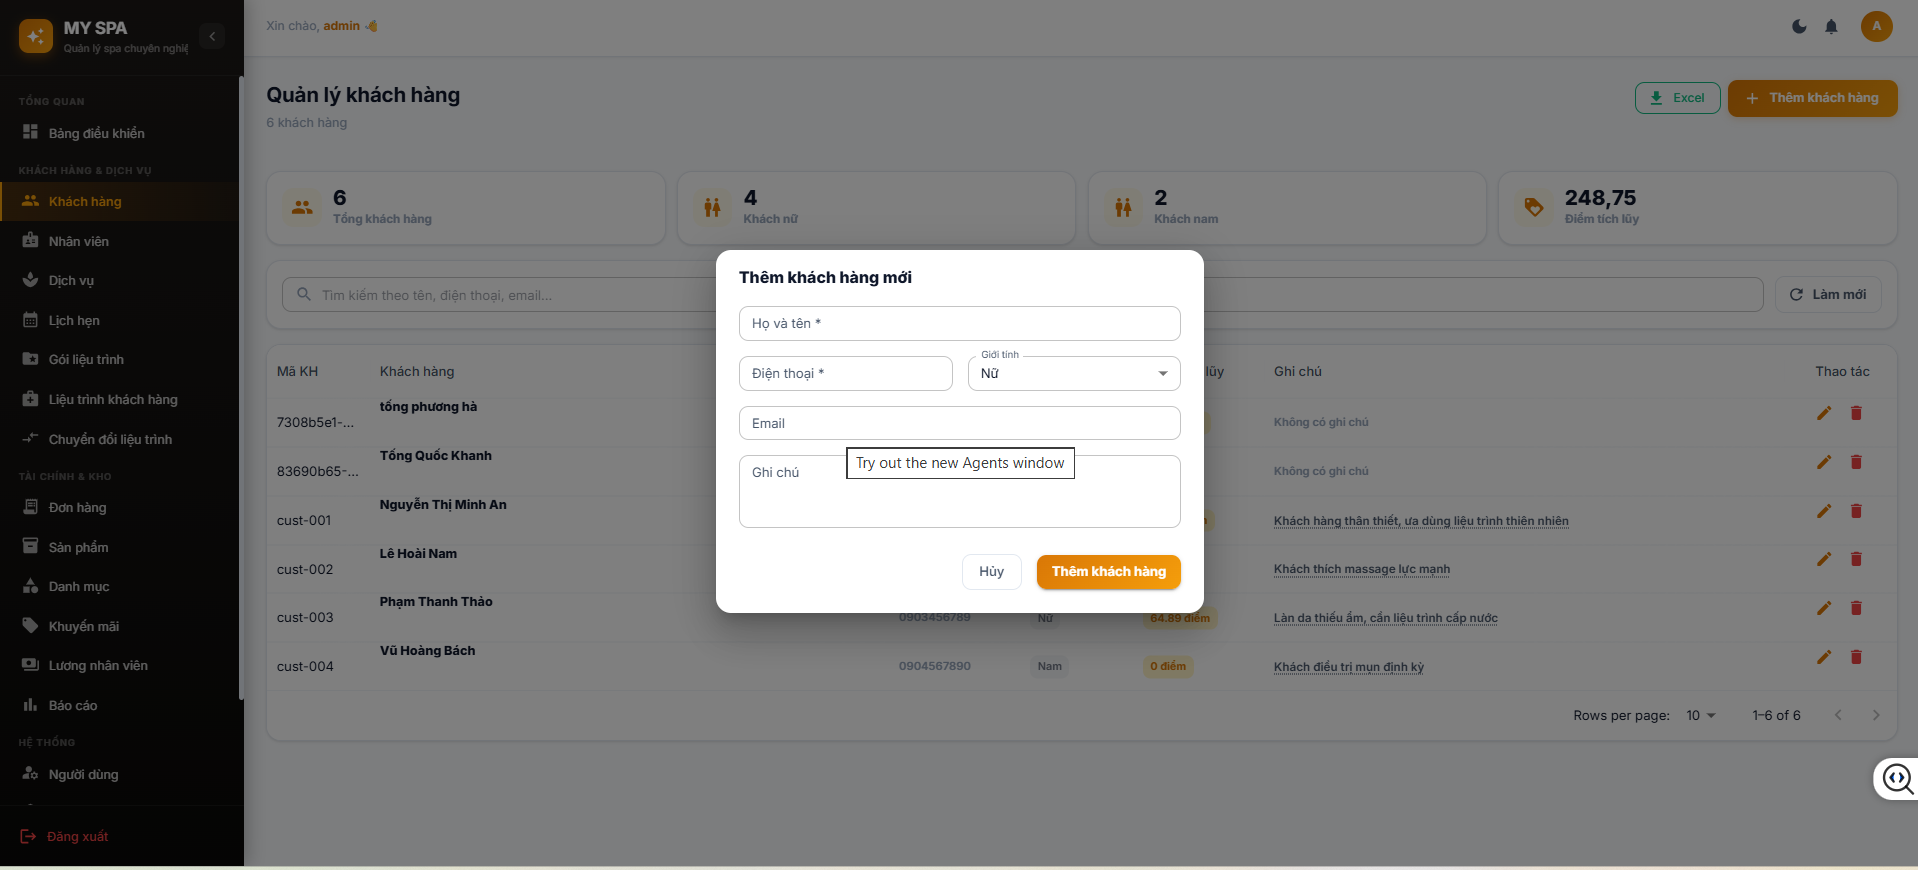 MY SPA
Quản lý spa chuyên nghiệ
TỔNG QUAN
Bảng điều khiển
KHÁCH HÀNG & DỊCH VỤ
Khách hàng
Nhân viên
Dịch vụ
Lịch hẹn
Gói liệu trình
Liệu trình khách hàng
Chuyển đổi liệu trình
TÀI CHÍNH & KHO
Đơn hàng
Sản phẩm
Danh mục
Khuyến mãi
Lương nhân viên
Báo cáo
HỆ THỐNG
Người dùng
Đăng xuất
Xin chào, admin 👋
A
Quản lý khách hàng
6 khách hàng
Excel
Thêm khách hàng
6
Tổng khách hàng
4
Khách nữ
2
Khách nam
248,75
Điểm tích lũy
Tìm kiếm theo tên, điện thoại, email...
Làm mới
Mã KH Khách hàng lũy Ghi chú Thao tác
7308b5e1-... tống phương hà Không có ghi chú
83690b65-... Tống Quốc Khanh Không có ghi chú
cust-001 Nguyễn Thị Minh An Khách hàng thân thiết, ưa dùng liệu trình thiên nhiên
cust-002 Lê Hoài Nam Khách thích massage lực mạnh
cust-003 Phạm Thanh Thảo 0903456789 Nữ 64.89 điểm Làn da thiếu ẩm, cần liệu trình cấp nước
cust-004 Vũ Hoàng Bách 0904567890 Nam 0 điểm Khách điều trị mụn định kỳ
Rows per page: 10 1–6 of 6
Thêm khách hàng mới
Họ và tên *
Điện thoại *
Giới tính
Nữ
Email
Try out the new Agents window
Ghi chú
Hủy
Thêm khách hàng